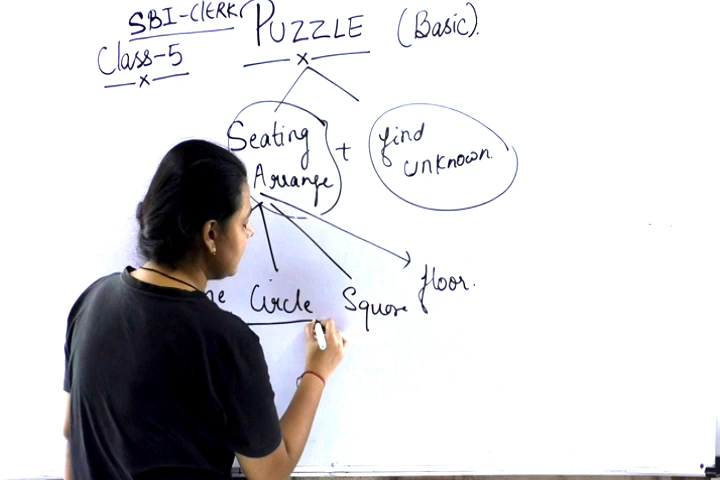 SBI-CLERK
PUZZLE (Basic).
Class-5
x
x
Seating + find
Arrange unknown.
Circle Square floor.